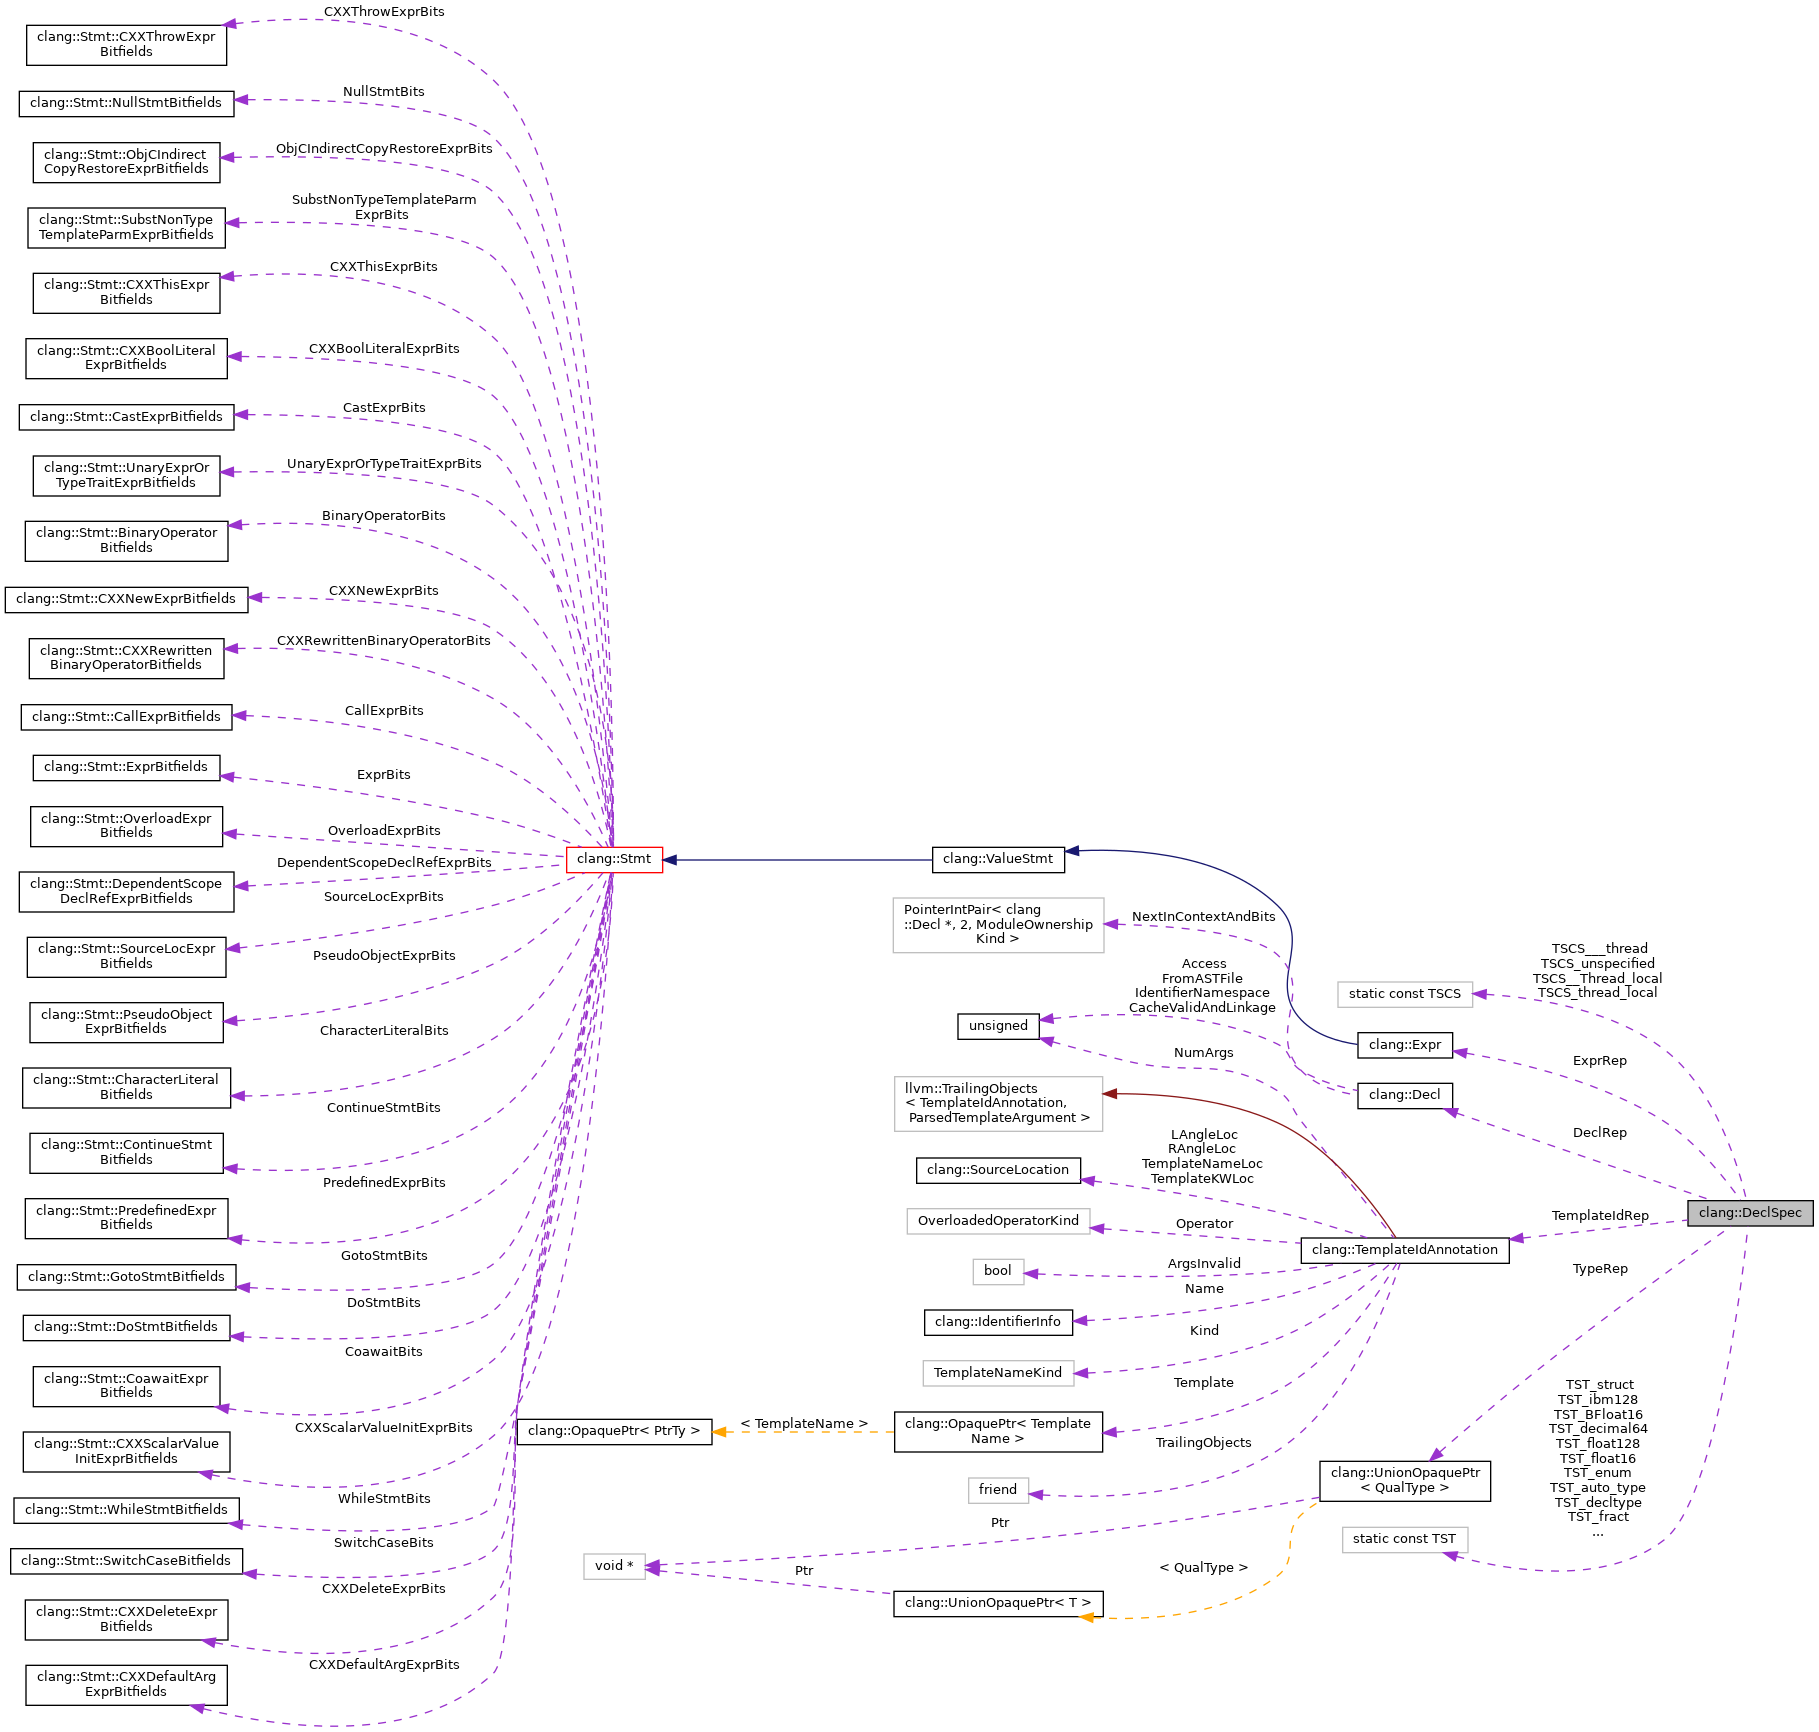 CXXThrowExprBits
clang::Stmt::CXXThrowExpr
Bitfields
NullStmtBits
clang::Stmt::NullStmtBitfields
ObjCIndirectCopyRestoreExprBits
clang::Stmt::ObjCIndirect
CopyRestoreExprBitfields
SubstNonTypeTemplateParm
ExprBits
clang::Stmt::SubstNonType
TemplateParmExprBitfields
CXXThisExprBits
clang::Stmt::CXXThisExpr
Bitfields
CXXBoolLiteralExprBits
clang::Stmt::CXXBoolLiteral
ExprBitfields
CastExprBits
clang::Stmt::CastExprBitfields
UnaryExprOrTypeTraitExprBits
clang::Stmt::UnaryExprOr
TypeTraitExprBitfields
BinaryOperatorBits
clang::Stmt::BinaryOperator
Bitfields
CXXNewExprBits
clang::Stmt::CXXNewExprBitfields
CXXRewrittenBinaryOperatorBits
clang::Stmt::CXXRewritten
BinaryOperatorBitfields
CallExprBits
clang::Stmt::CallExprBitfields
ExprBits
clang::Stmt::ExprBitfields
OverloadExprBits
clang::Stmt::OverloadExpr
Bitfields
DependentScopeDeclRefExprBits
clang::Stmt::DependentScope
DeclRefExprBitfields
SourceLocExprBits
clang::Stmt::SourceLocExpr
Bitfields
PseudoObjectExprBits
clang::Stmt::PseudoObject
ExprBitfields
CharacterLiteralBits
clang::Stmt::CharacterLiteral
Bitfields
ContinueStmtBits
clang::Stmt::ContinueStmt
Bitfields
PredefinedExprBits
clang::Stmt::PredefinedExpr
Bitfields
GotoStmtBits
clang::Stmt::GotoStmtBitfields
DoStmtBits
clang::Stmt::DoStmtBitfields
CoawaitBits
clang::Stmt::CoawaitExpr
Bitfields
CXXScalarValueInitExprBits
clang::Stmt::CXXScalarValue
InitExprBitfields
WhileStmtBits
clang::Stmt::WhileStmtBitfields
SwitchCaseBits
clang::Stmt::SwitchCaseBitfields
CXXDeleteExprBits
clang::Stmt::CXXDeleteExpr
Bitfields
CXXDefaultArgExprBits
clang::Stmt::CXXDefaultArg
ExprBitfields
clang::Stmt
clang::ValueStmt
PointerIntPair< clang
::Decl *, 2, ModuleOwnership
Kind >
NextInContextAndBits
Access
FromASTFile
IdentifierNamespace
CacheValidAndLinkage
unsigned
NumArgs
llvm::TrailingObjects
< TemplateIdAnnotation,
ParsedTemplateArgument >
LAngleLoc
RAngleLoc
TemplateNameLoc
TemplateKWLoc
clang::SourceLocation
Operator
OverloadedOperatorKind
ArgsInvalid
bool
Name
clang::IdentifierInfo
Kind
TemplateNameKind
Template
clang::OpaquePtr< Template
Name >
< TemplateName >
clang::OpaquePtr< PtrTy >
TrailingObjects
friend
Ptr
void *
Ptr
< QualType >
clang::UnionOpaquePtr< T >
TSCS___thread
TSCS_unspecified
TSCS__Thread_local
TSCS_thread_local
static const TSCS
clang::Expr
ExprRep
clang::Decl
DeclRep
clang::DeclSpec
TemplateIdRep
clang::TemplateIdAnnotation
TypeRep
TST_struct
TST_ibm128
TST_BFloat16
TST_decimal64
TST_float128
TST_float16
TST_enum
TST_auto_type
TST_decltype
TST_fract
...
clang::UnionOpaquePtr
< QualType >
static const TST